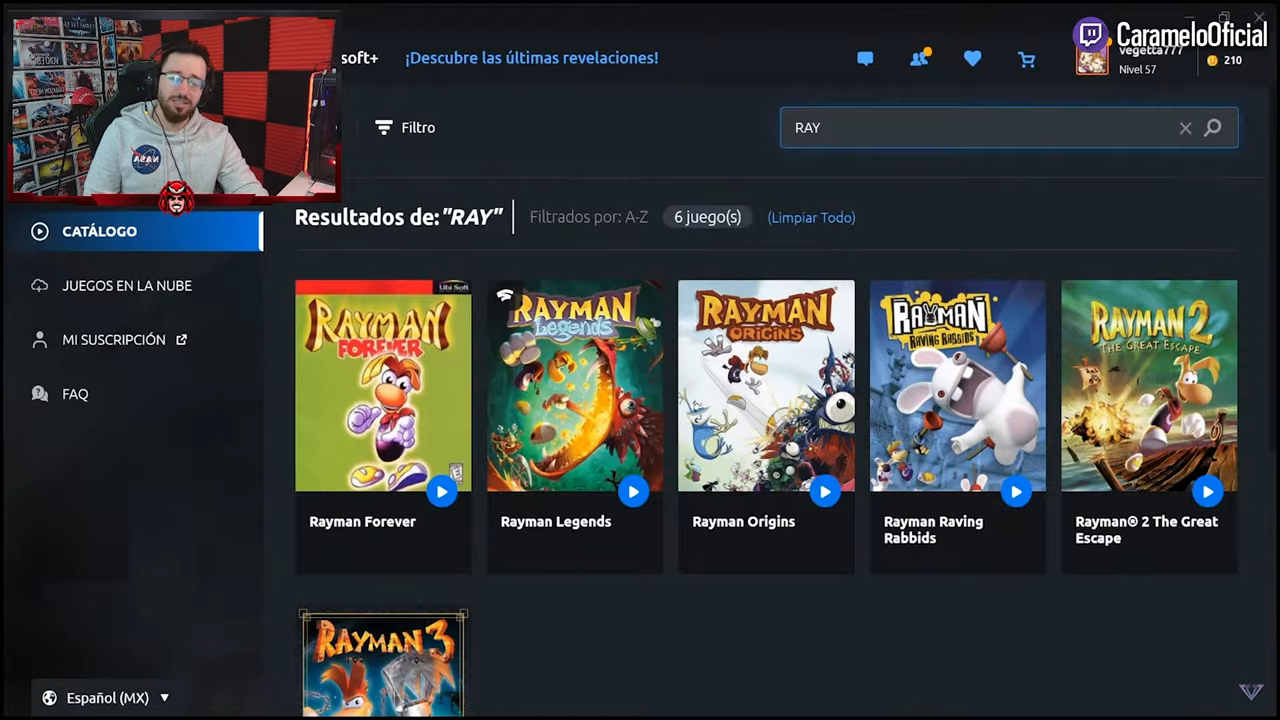 CarameloOficial
soft+
¡Descubre las últimas revelaciones!
vegetta777
Nivel 57
210
Filtro
RAY
NASA
Resultados de:"RAY"
Filtrados por: A-Z
6 juego(s)
(Limpiar Todo)
CATÁLOGO
JUEGOS EN LA NUBE
MI SUSCRIPCIÓN
FAQ
Ubi Soft
RAYMAN
FOREVER
RAYMAN
Legends
RAYMAN
ORIGINS
RAYMAN
RAVING RABBIDS
RAYMAN 2
THE GREAT ESCAPE
Rayman Forever
Rayman Legends
Rayman Origins
Rayman Raving
Rabbids
Rayman® 2 The Great
Escape
RAYMAN 3
Español (MX)